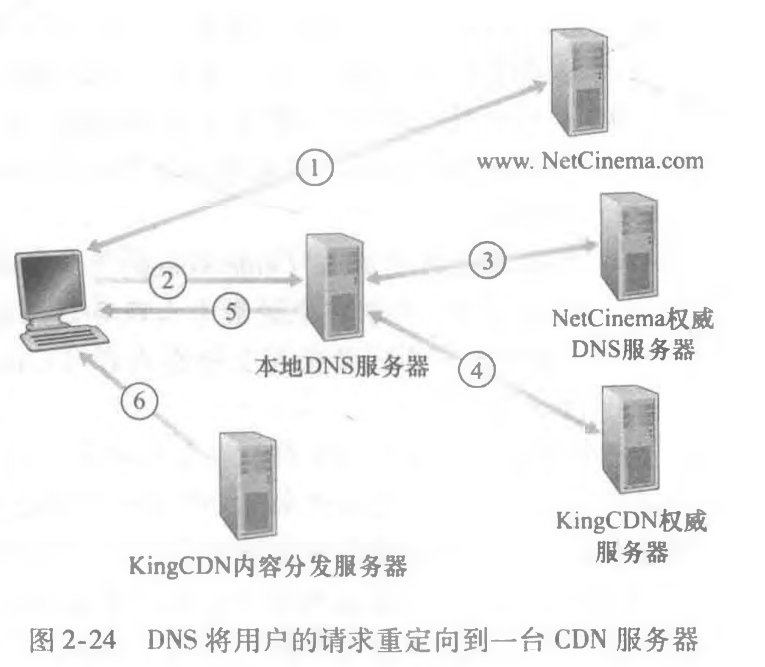 www. NetCinema.com
1
2
3
NetCinema权威
DNS服务器
5
本地DNS服务器
4
6
KingCDN权威
服务器
KingCDN内容分发服务器
图 2-24 DNS 将用户的请求重定向到一台 CDN 服务器